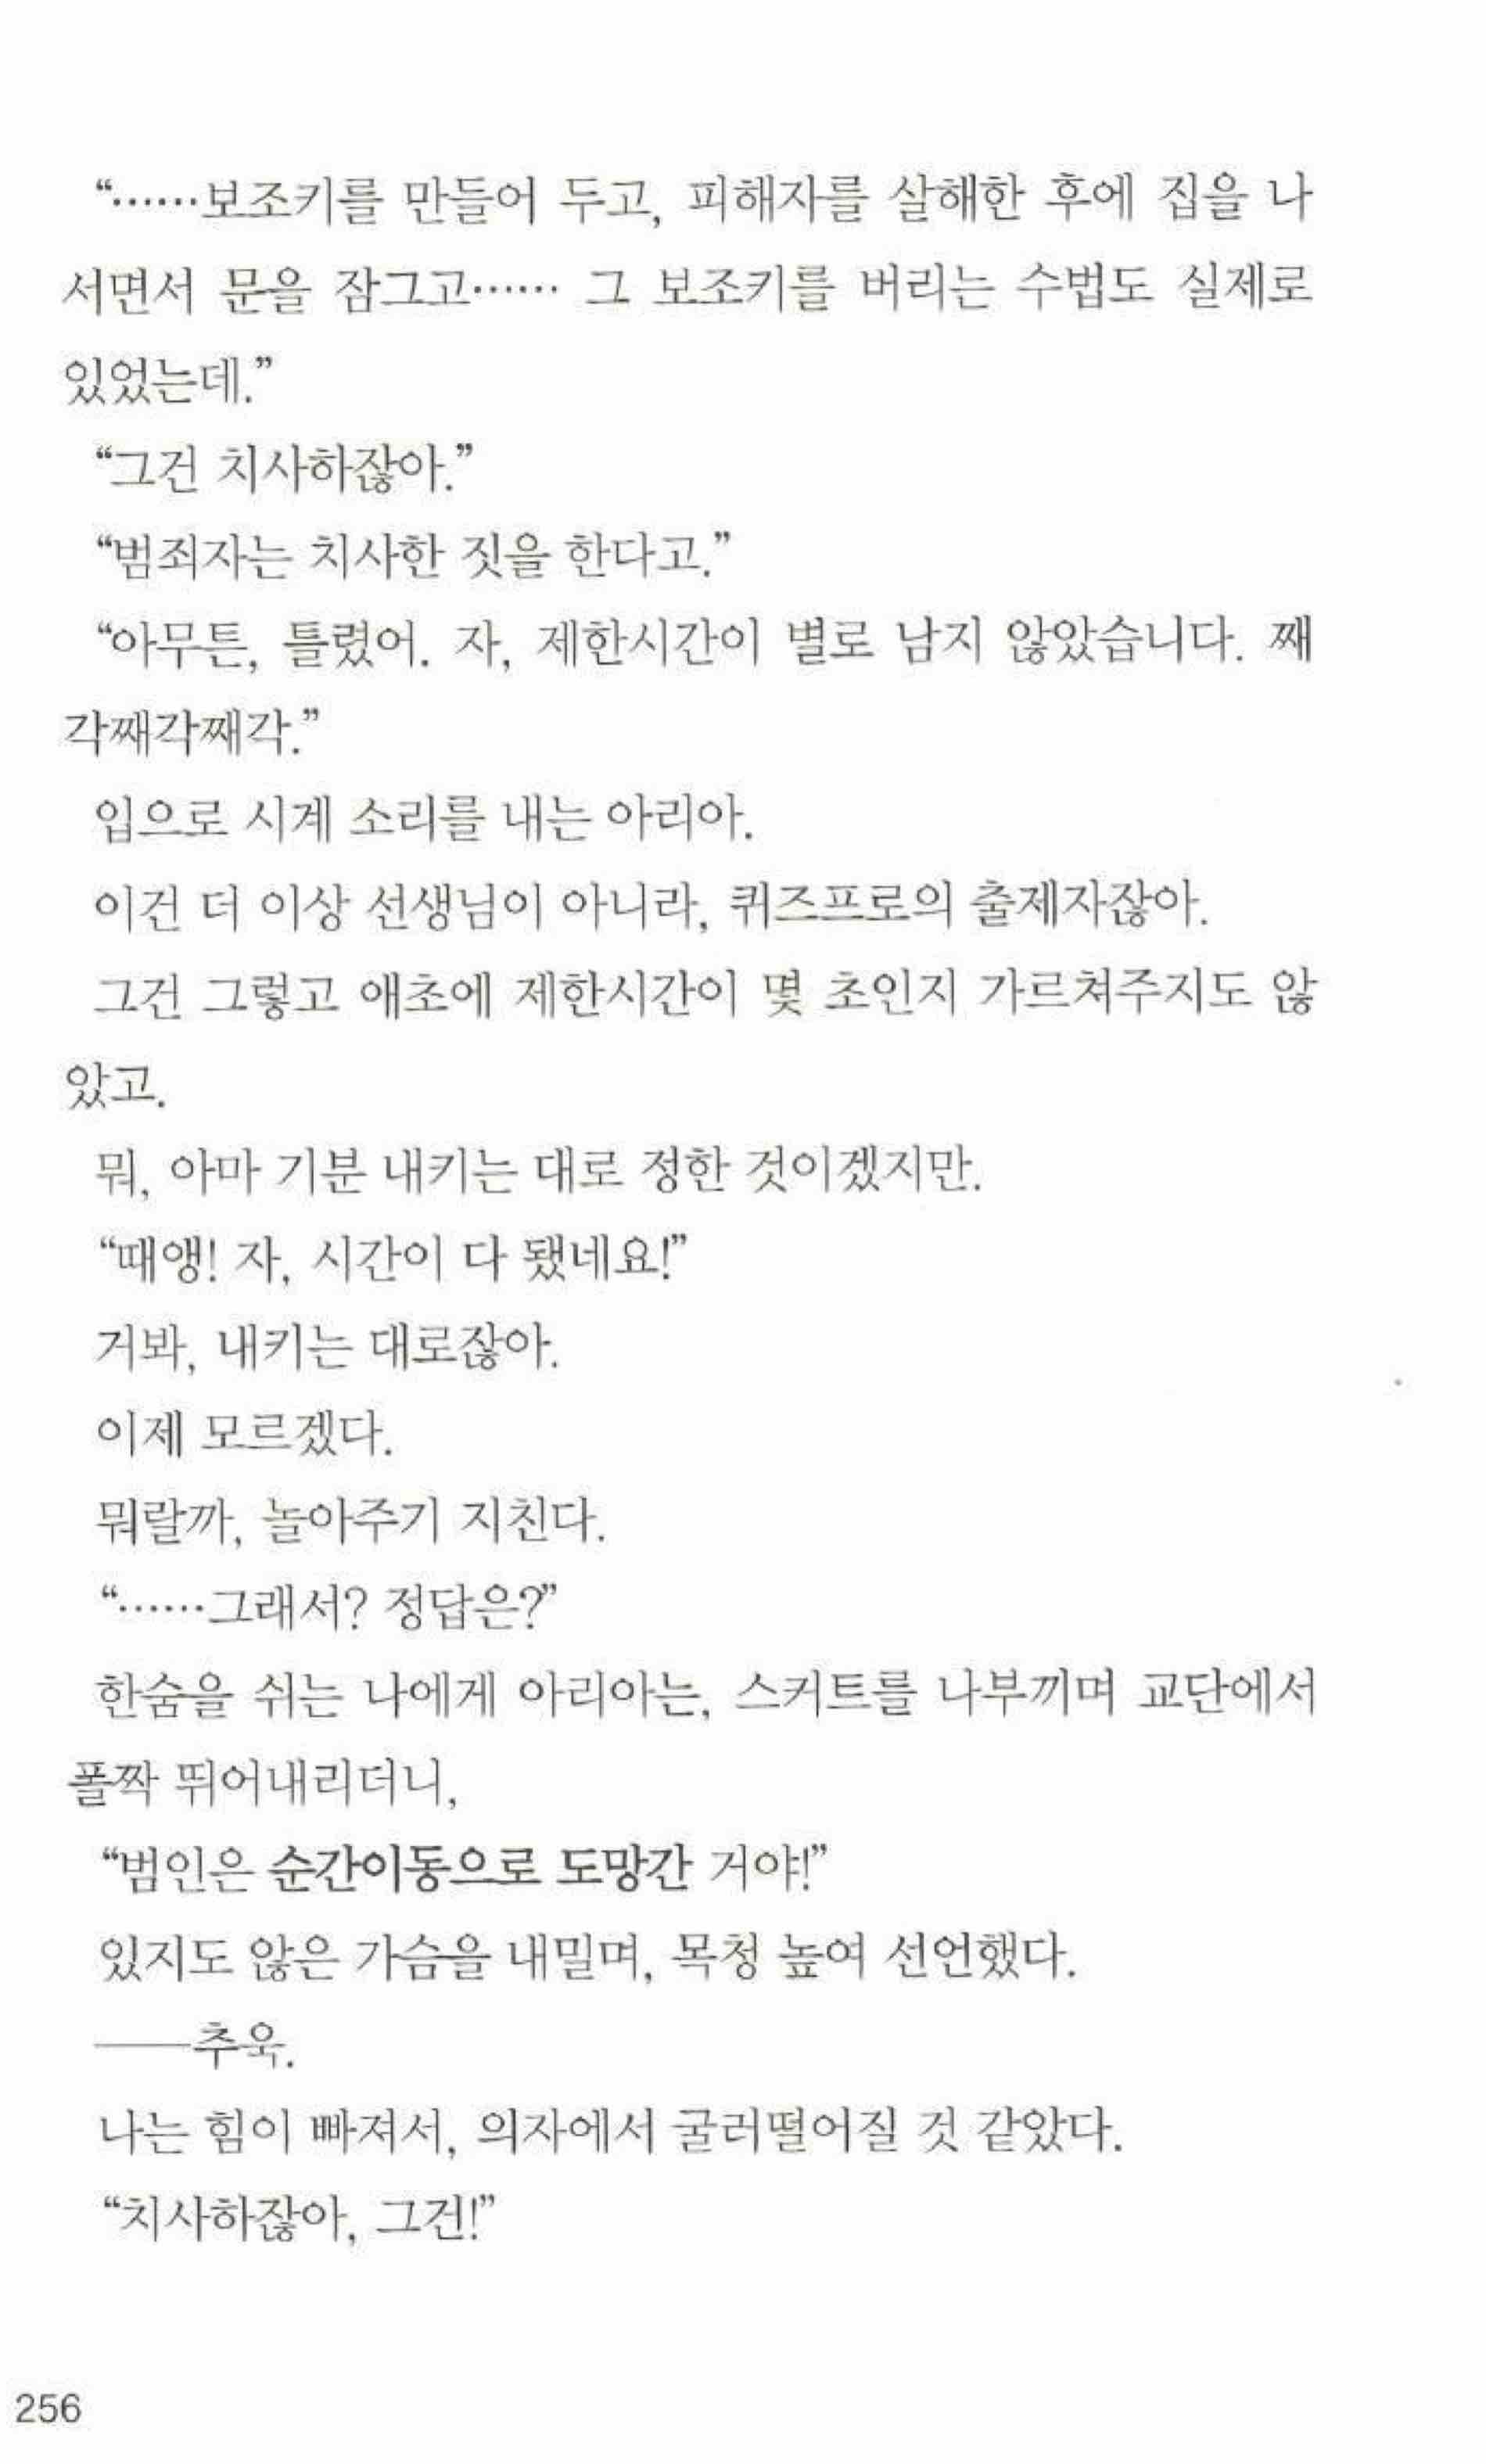 “……보조키를 만들어 두고, 피해자를 살해한 후에 집을 나
서면서 문을 잠그고…… 그 보조키를 버리는 수법도 실제로
있었는데.”
“그건 치사하잖아.”
“범죄자는 치사한 짓을 한다고.”
“아무튼, 틀렸어. 자, 제한시간이 별로 남지 않았습니다. 째
각째각째각.”
입으로 시계 소리를 내는 아리아.
이건 더 이상 선생님이 아니라, 퀴즈프로의 출제자잖아.
그건 그렇고 애초에 제한시간이 몇 초인지 가르쳐주지도 않
았고.
뭐, 아마 기분 내키는 대로 정한 것이겠지만.
“때앵! 자, 시간이 다 됐네요!”
거봐, 내키는 대로잖아.
이제 모르겠다.
뭐랄까, 놀아주기 지친다.
“……그래서? 정답은?”
한숨을 쉬는 나에게 아리아는, 스커트를 나부끼며 교단에서
폴짝 뛰어내리더니,
“범인은 순간이동으로 도망간 거야!”
있지도 않은 가슴을 내밀며, 목청 높여 선언했다.
──추욱.
나는 힘이 빠져서, 의자에서 굴러떨어질 것 같았다.
“치사하잖아, 그건!”
256